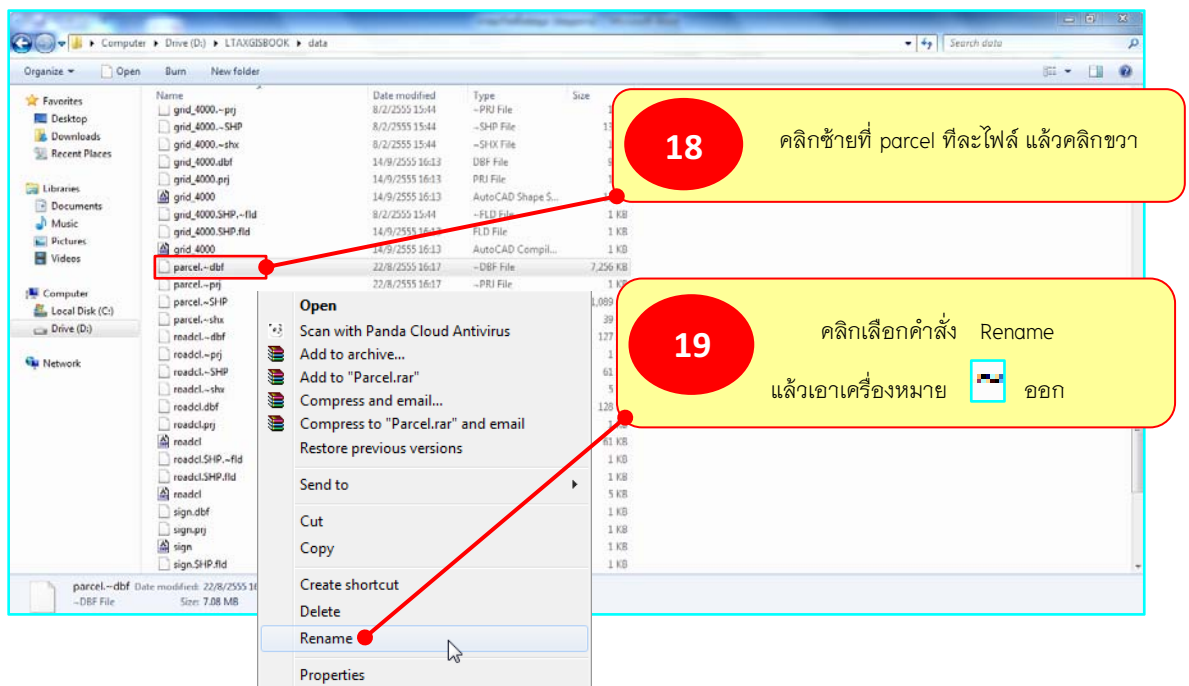 Computer ▸ Drive (D:) ▸ LTAXGISBOOK ▸ data
Search data
Organize Open Burn New folder
Name Date modified Type Size
Favorites
Desktop
Downloads
Recent Places
Libraries
Documents
Music
Pictures
Videos
Computer
Local Disk (C:)
Drive (D:)
Network
grid_4000.~prj 8/2/2555 15:44 ~PRJ File
grid_4000.~SHP 8/2/2555 15:44 ~SHP File
grid_4000.~shx 8/2/2555 15:44 ~SHX File
grid_4000.dbf 14/9/2555 16:13 DBF File
grid_4000.prj 14/9/2555 16:13 PRJ File
grid_4000 14/9/2555 16:13 AutoCAD Shape S...
grid_4000.SHP.~fld 8/2/2555 15:44 ~FLD File 1 KB
grid_4000.SHP.fld 14/9/2555 16:13 FLD File 1 KB
grid_4000 14/9/2555 16:13 AutoCAD Compil... 1 KB
parcel.~dbf 22/8/2555 16:17 ~DBF File 7,256 KB
parcel.~prj 22/8/2555 16:17 ~PRJ File 1 KB
parcel.~SHP
parcel.~shx 39
roadcl.~dbf 127
roadcl.~prj 1
roadcl.~SHP 61
roadcl.~shx 5
roadcl.dbf 128
roadcl.prj
roadcl 61 KB
roadcl.SHP.~fld 1 KB
roadcl.SHP.fld 1 KB
roadcl 5 KB
sign.dbf 1 KB
sign.prj 1 KB
sign 1 KB
sign.SHP.fld 1 KB
Open
Scan with Panda Cloud Antivirus
Add to archive...
Add to "Parcel.rar"
Compress and email...
Compress to "Parcel.rar" and email
Restore previous versions
Send to
Cut
Copy
Create shortcut
Delete
Rename
Properties
18
คลิกซ้ายที่ parcel ทีละไฟล์ แล้วคลิกขวา
19
คลิกเลือกคำสั่ง Rename
แล้วเอาเครื่องหมาย ออก
parcel.~dbf Date modified: 22/8/2555
~DBF File Size: 7.08 MB